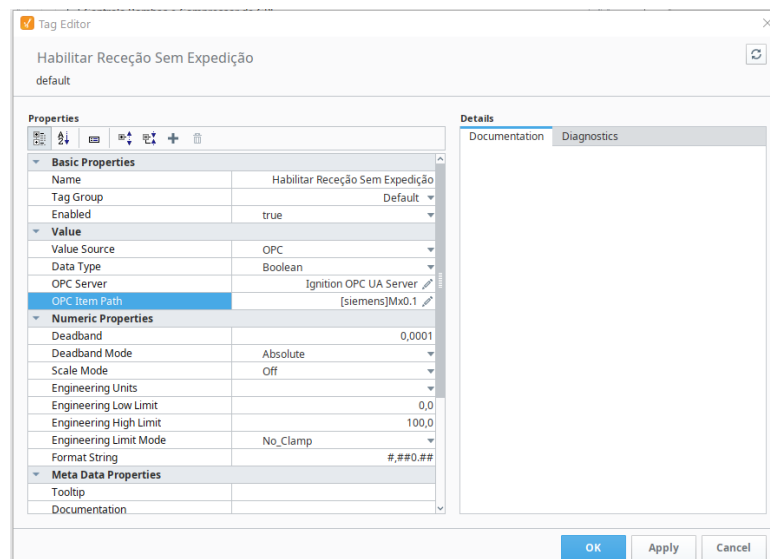 Tag Editor
Habilitar Receção Sem Expedição
default
Properties
Details
Documentation Diagnostics
Basic Properties
Name Habilitar Receção Sem Expedição
Tag Group Default
Enabled true
Value
Value Source OPC
Data Type Boolean
OPC Server Ignition OPC UA Server
OPC Item Path [siemens]Mx0.1
Numeric Properties
Deadband 0,0001
Deadband Mode Absolute
Scale Mode Off
Engineering Units
Engineering Low Limit 0,0
Engineering High Limit 100,0
Engineering Limit Mode No_Clamp
Format String #,##0.##
Meta Data Properties
Tooltip
Documentation
OK Apply Cancel